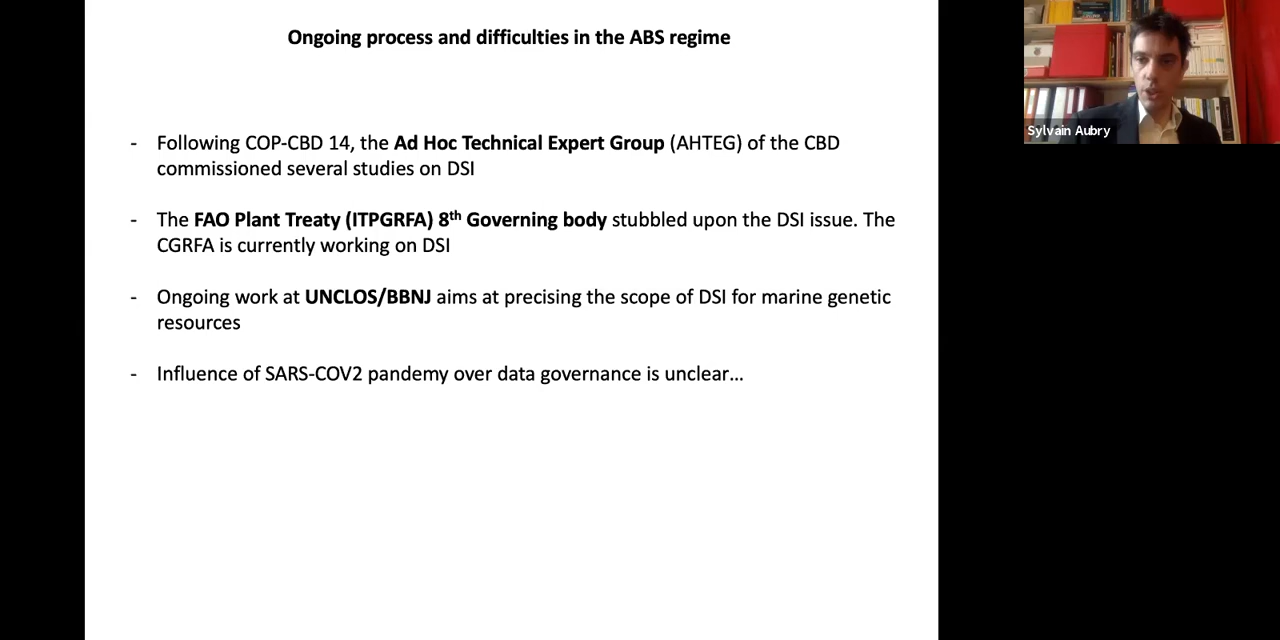 Ongoing process and difficulties in the ABS regime
- Following COP-CBD 14, the Ad Hoc Technical Expert Group (AHTEG) of the CBD
commissioned several studies on DSI
- The FAO Plant Treaty (ITPGRFA) 8th Governing body stubbled upon the DSI issue. The
CGRFA is currently working on DSI
- Ongoing work at UNCLOS/BBNJ aims at precising the scope of DSI for marine genetic
resources
- Influence of SARS-COV2 pandemy over data governance is unclear...
Sylvain Aubry